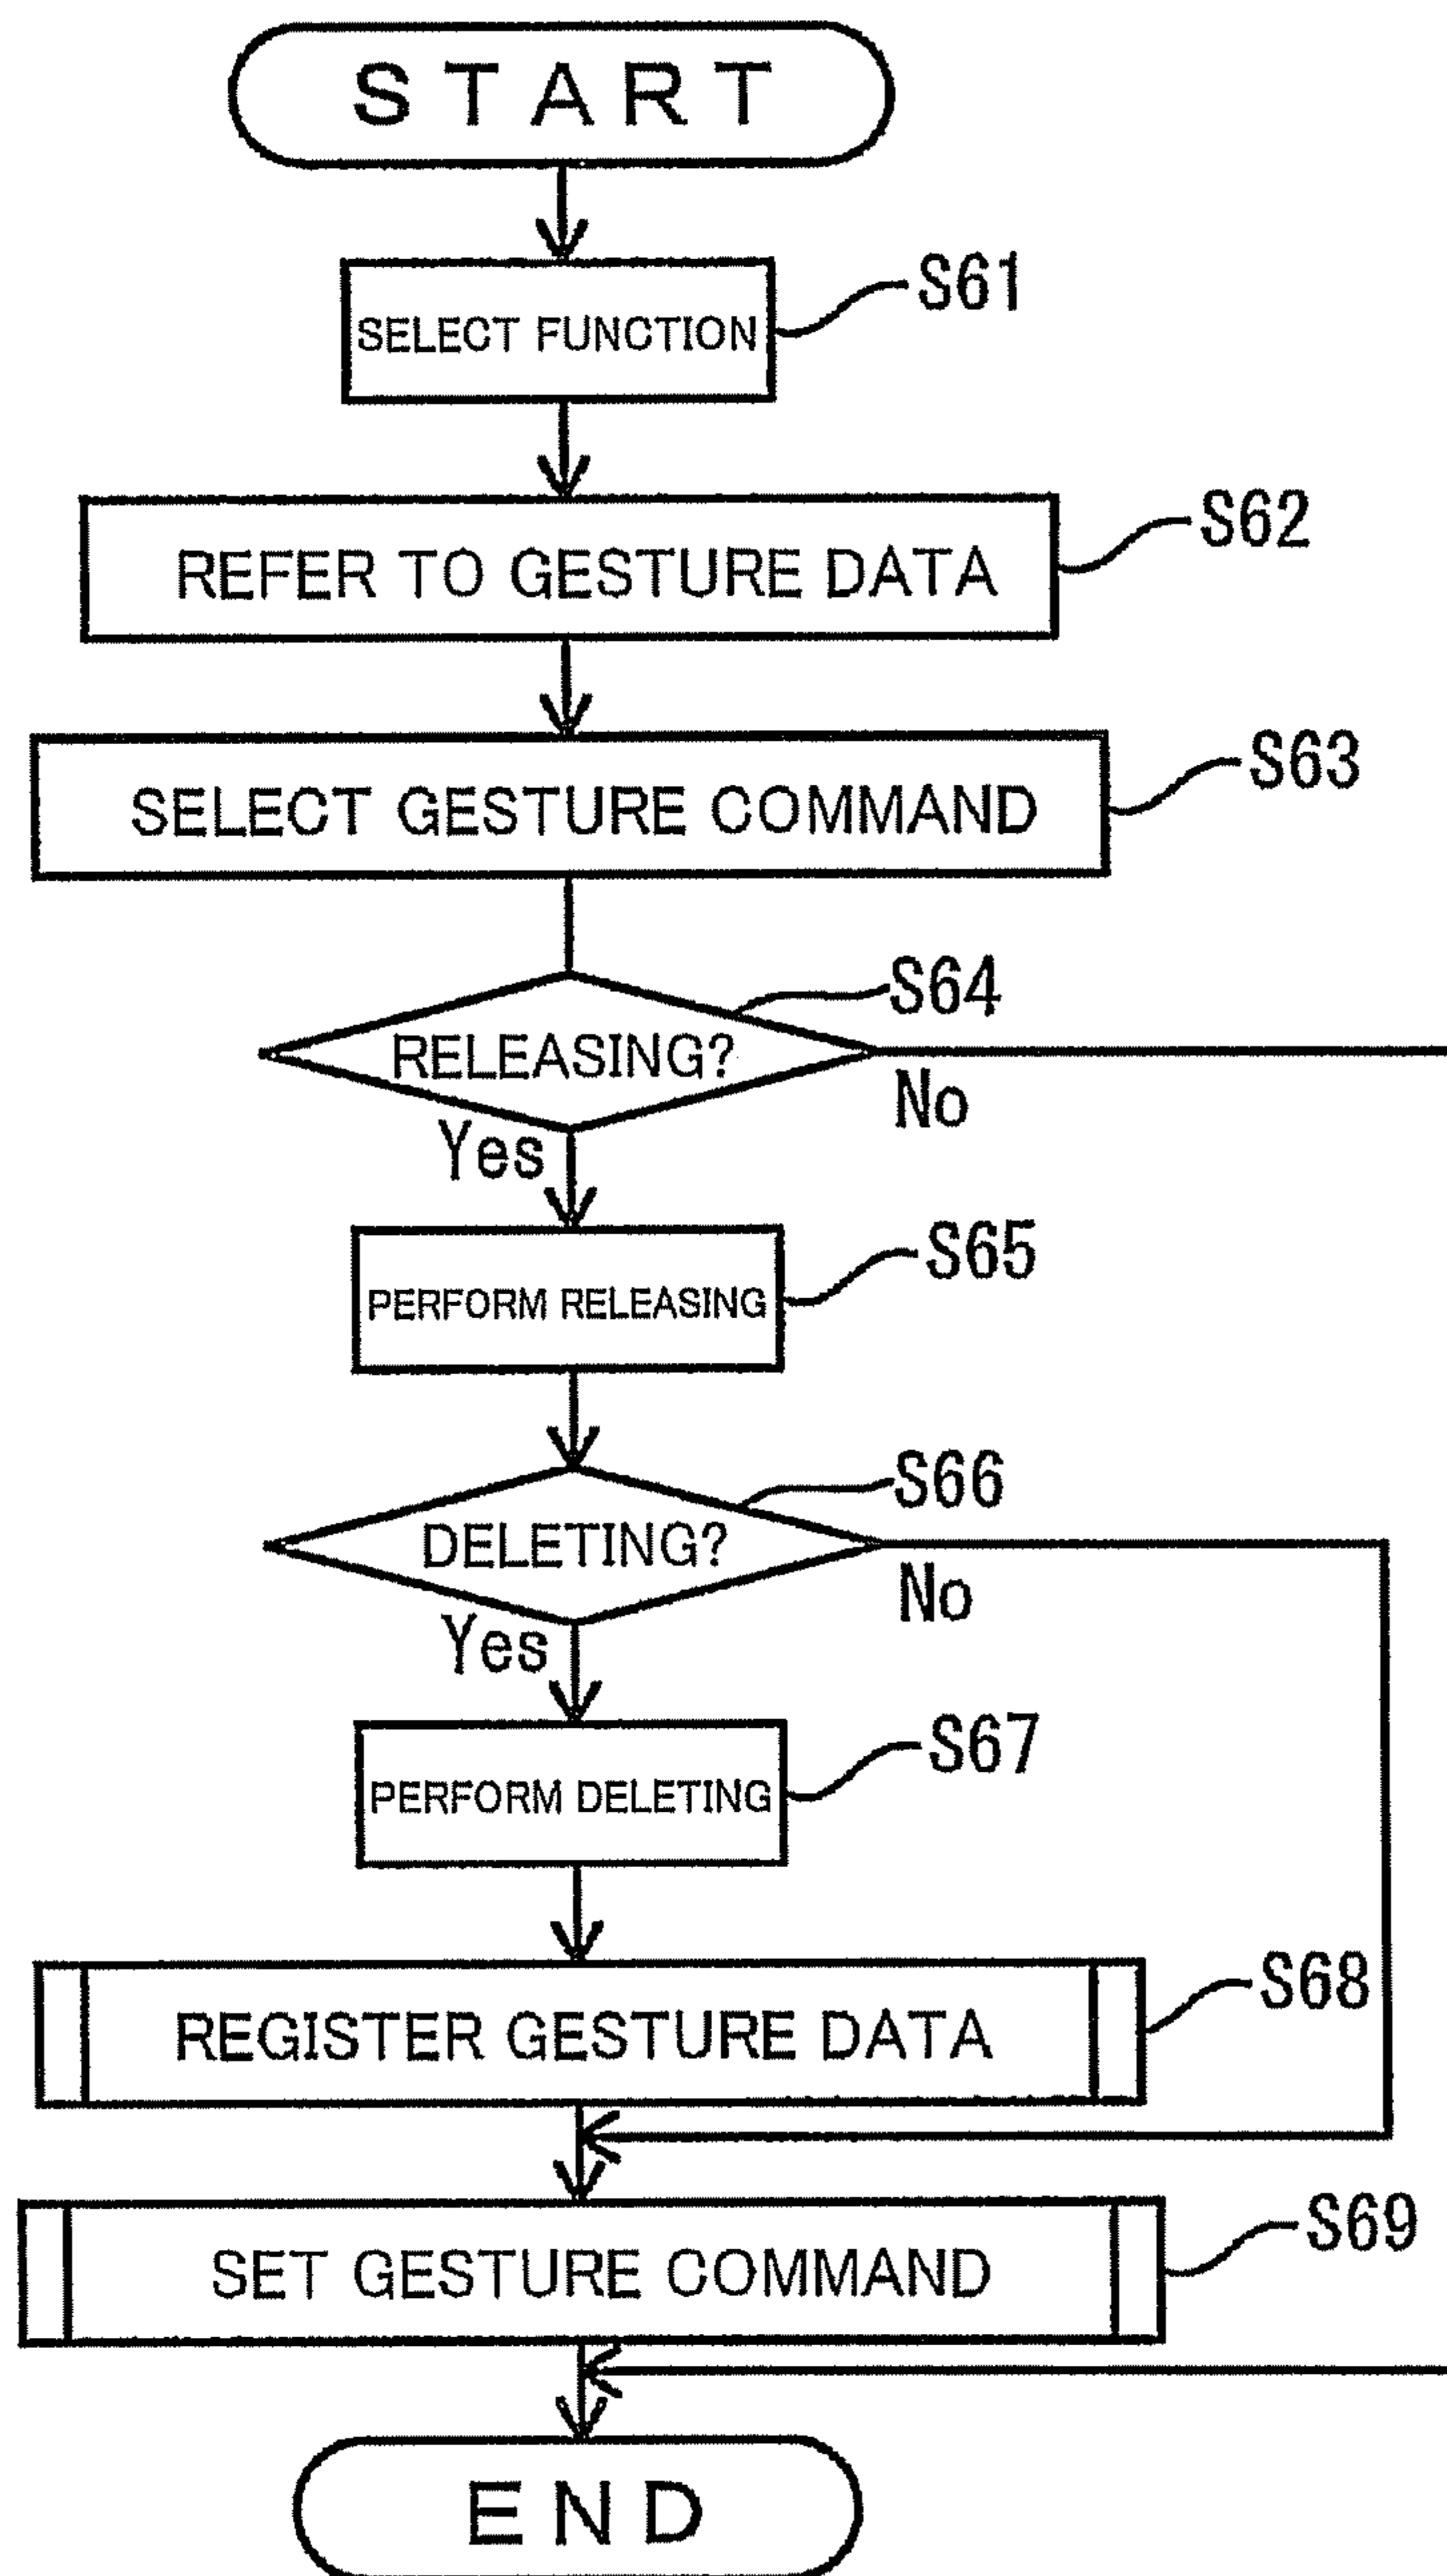 START
S61
SELECT FUNCTION
S62
REFER TO GESTURE DATA
S63
SELECT GESTURE COMMAND
S64
RELEASING?
No
Yes
S65
PERFORM RELEASING
S66
DELETING?
No
Yes
S67
PERFORM DELETING
S68
REGISTER GESTURE DATA
S69
SET GESTURE COMMAND
END